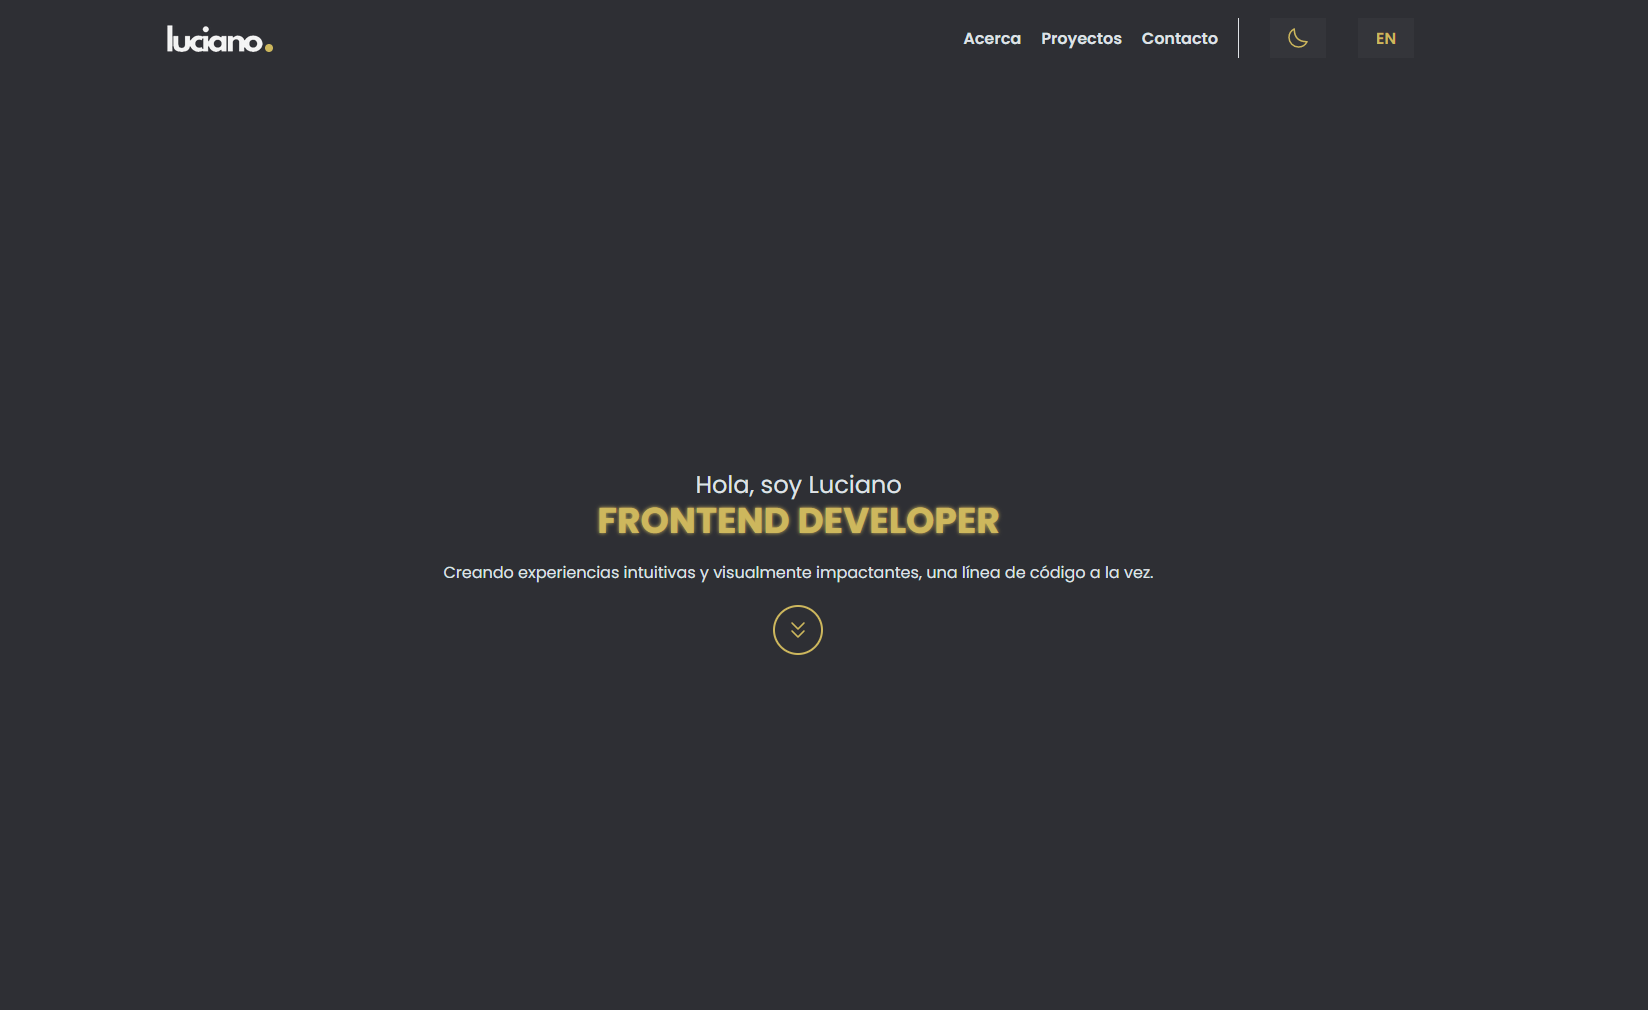 luciano.
Acerca Proyectos Contacto EN
Hola, soy Luciano
FRONTEND DEVELOPER
Creando experiencias intuitivas y visualmente impactantes, una línea de código a la vez.